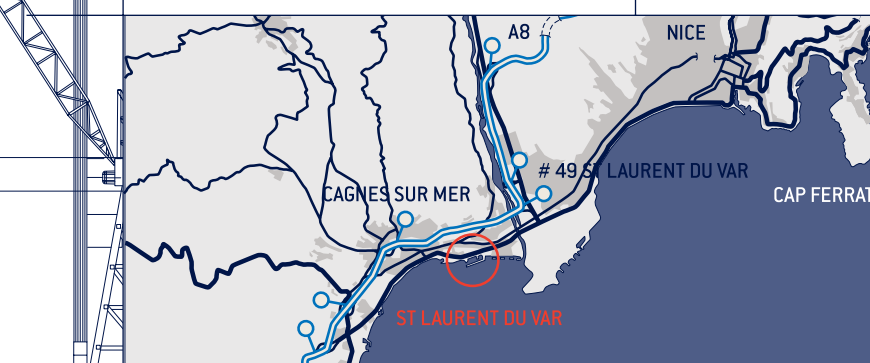 A8
NICE
# 49 ST LAURENT DU VAR
CAGNES SUR MER
CAP FERRAT
ST LAURENT DU VAR